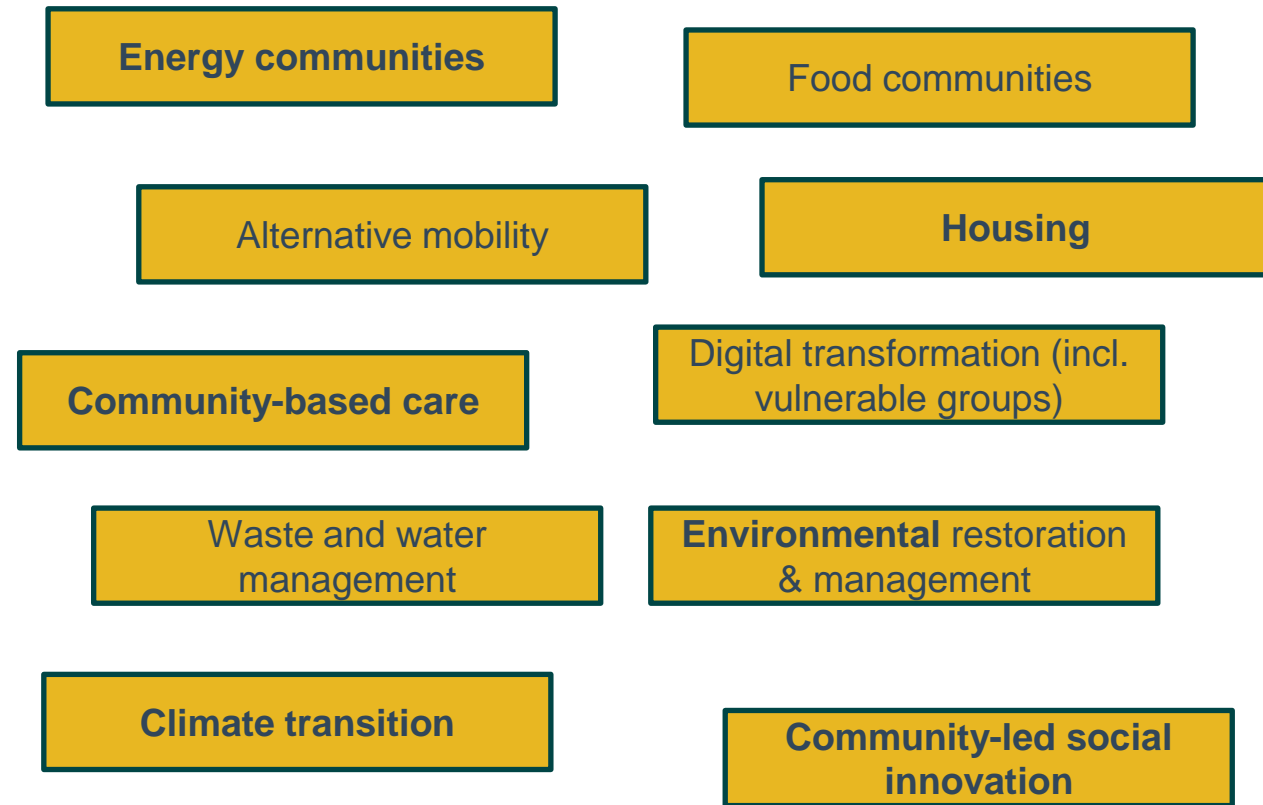 Energy communities
Food communities
Alternative mobility
Housing
Community-based care
Digital transformation (incl.
vulnerable groups)
Waste and water
management
Environmental restoration
& management
Climate transition
Community-led social
innovation